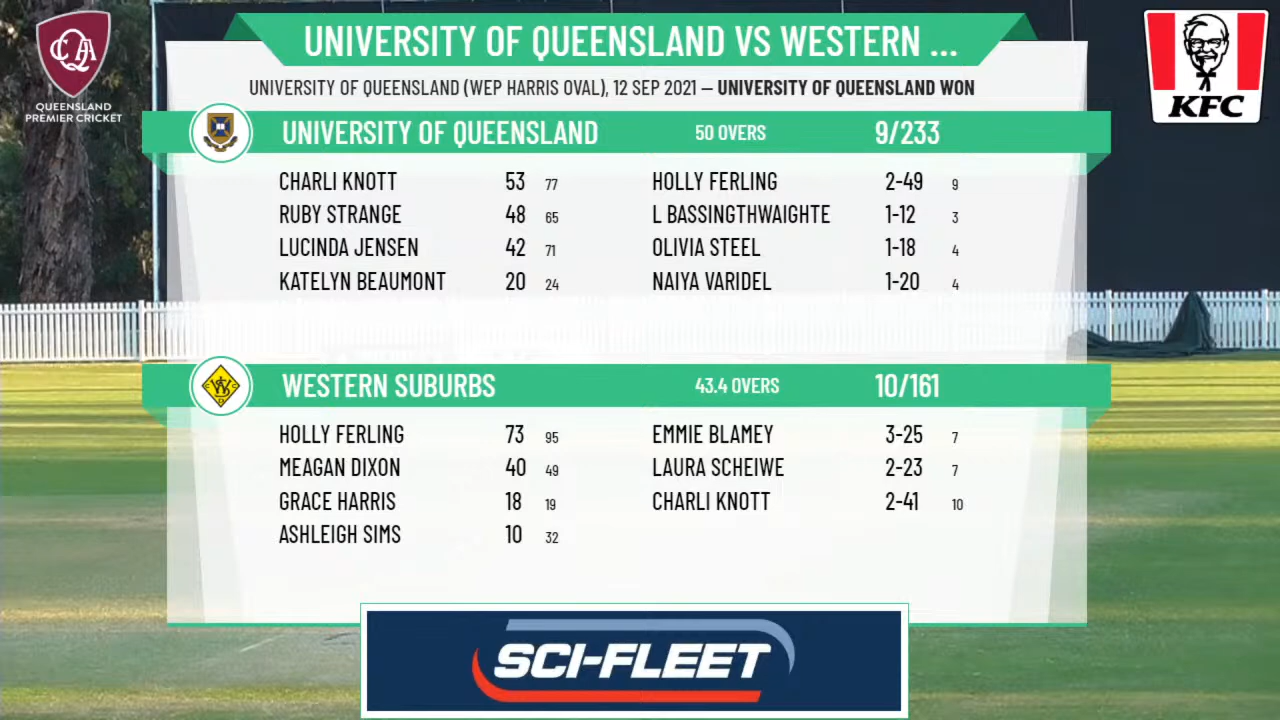 UNIVERSITY OF QUEENSLAND VS WESTERN ...
UNIVERSITY OF QUEENSLAND (WEP HARRIS OVAL), 12 SEP 2021 – UNIVERSITY OF QUEENSLAND WON
CQA
QUEENSLAND
PREMIER CRICKET
KFC
UNIVERSITY OF QUEENSLAND 50 OVERS 9/233
CHARLI KNOTT 53 77 HOLLY FERLING 2-49 9
RUBY STRANGE 48 65 L BASSINGTHWAIGHTE 1-12 3
LUCINDA JENSEN 42 71 OLIVIA STEEL 1-18 4
KATELYN BEAUMONT 20 24 NAIYA VARIDEL 1-20 4
WESTERN SUBURBS 43.4 OVERS 10/161
HOLLY FERLING 73 95 EMMIE BLAMEY 3-25 7
MEAGAN DIXON 40 49 LAURA SCHEIWE 2-23 7
GRACE HARRIS 18 19 CHARLI KNOTT 2-41 10
ASHLEIGH SIMS 10 32
SCI-FLEET